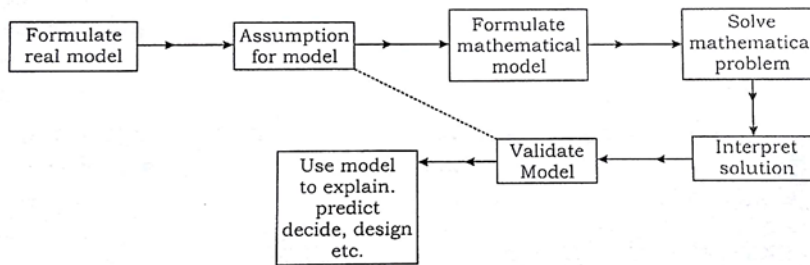 Formulate
real model
Assumption
for model
Formulate
mathematical
model
Solve
mathematical
problem
Interpret
solution
Validate
Model
Use model
to explain.
predict
decide, design
etc.